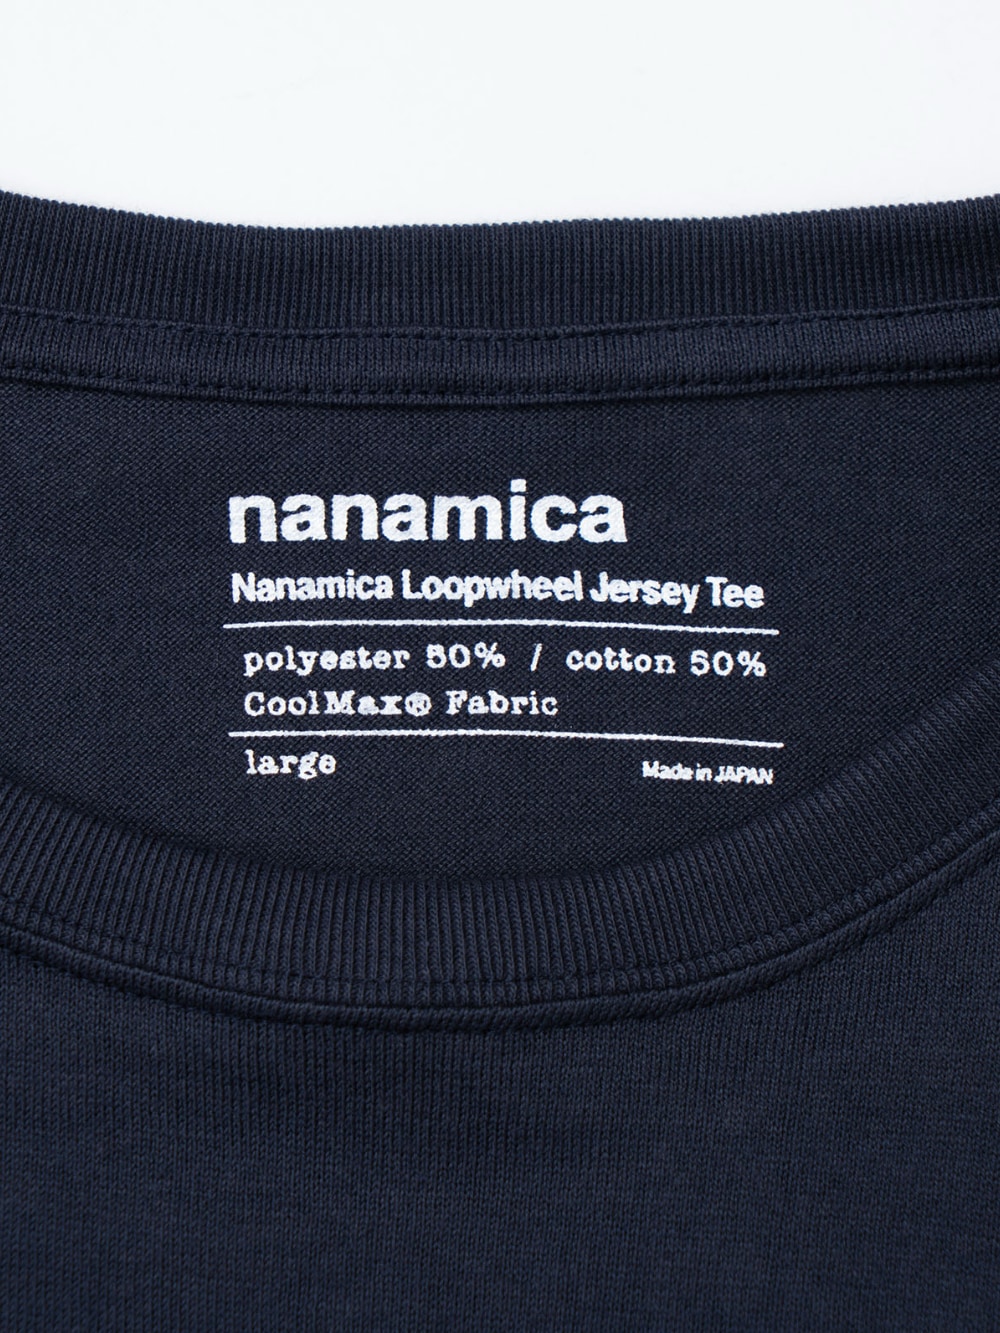 nanamica
Nanamica Loopwheel Jersey Tee
polyester 50% / cotton 50%
CoolMax® Fabric
large
Made in JAPAN